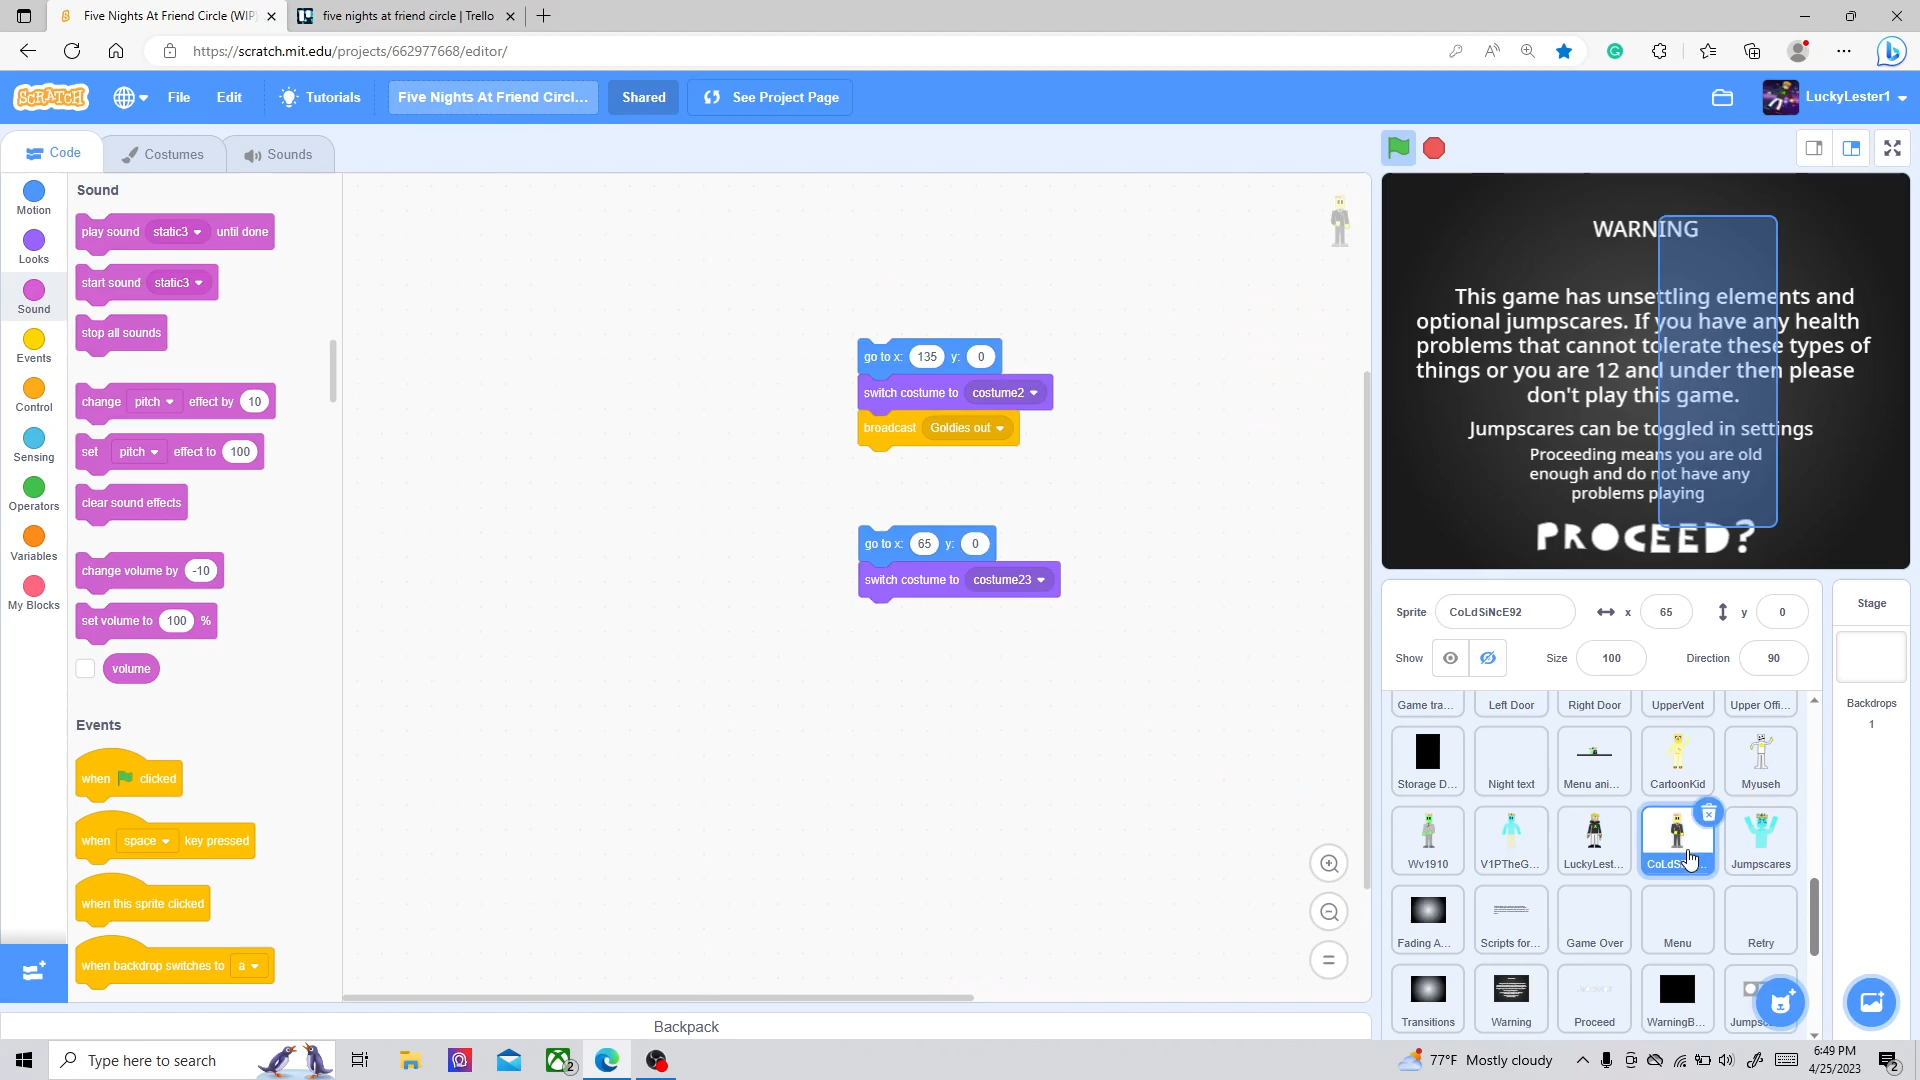 Five Nights At Friend Circle (WIP)
five nights at friend circle | Trello
https://scratch.mit.edu/projects/662977668/editor/
SCRATCH
File
Edit
Tutorials
Five Nights At Friend Circl...
Shared
See Project Page
LuckyLester1
Code
Costumes
Sounds
Motion
Looks
Sound
Events
Control
Sensing
Operators
Variables
My Blocks
Sound
play sound static3 until done
start sound static3
stop all sounds
change pitch effect by 10
set pitch effect to 100
clear sound effects
change volume by -10
set volume to 100 %
volume
Events
when clicked
when space key pressed
when this sprite clicked
when backdrop switches to a
go to x: 135 y: 0
switch costume to costume2
broadcast Goldies out
go to x: 65 y: 0
switch costume to costume23
WARNING
This game has unsettling elements and
optional jumpscares. If you have any health
problems that cannot tolerate these types of
things or you are 12 and under then please
don't play this game.
Jumpscares can be toggled in settings
Proceeding means you are old
enough and do not have any
problems playing
PROCEED?
Sprite CoLdSiNcE92 x 65 y 0
Show Size 100 Direction 90
Stage
Backdrops
1
Game tra... Left Door Right Door UpperVent Upper Offi...
Storage D... Night text Menu ani... CartoonKid Myuseh
Wv1910 V1PTheG... LuckyLest... CoLdS Jumpscares
Fading A... Scripts for... Game Over Menu Retry
Transitions Warning Proceed WarningB... Jumps
Backpack
Type here to search
2
77°F Mostly cloudy
6:49 PM
4/25/2023
2